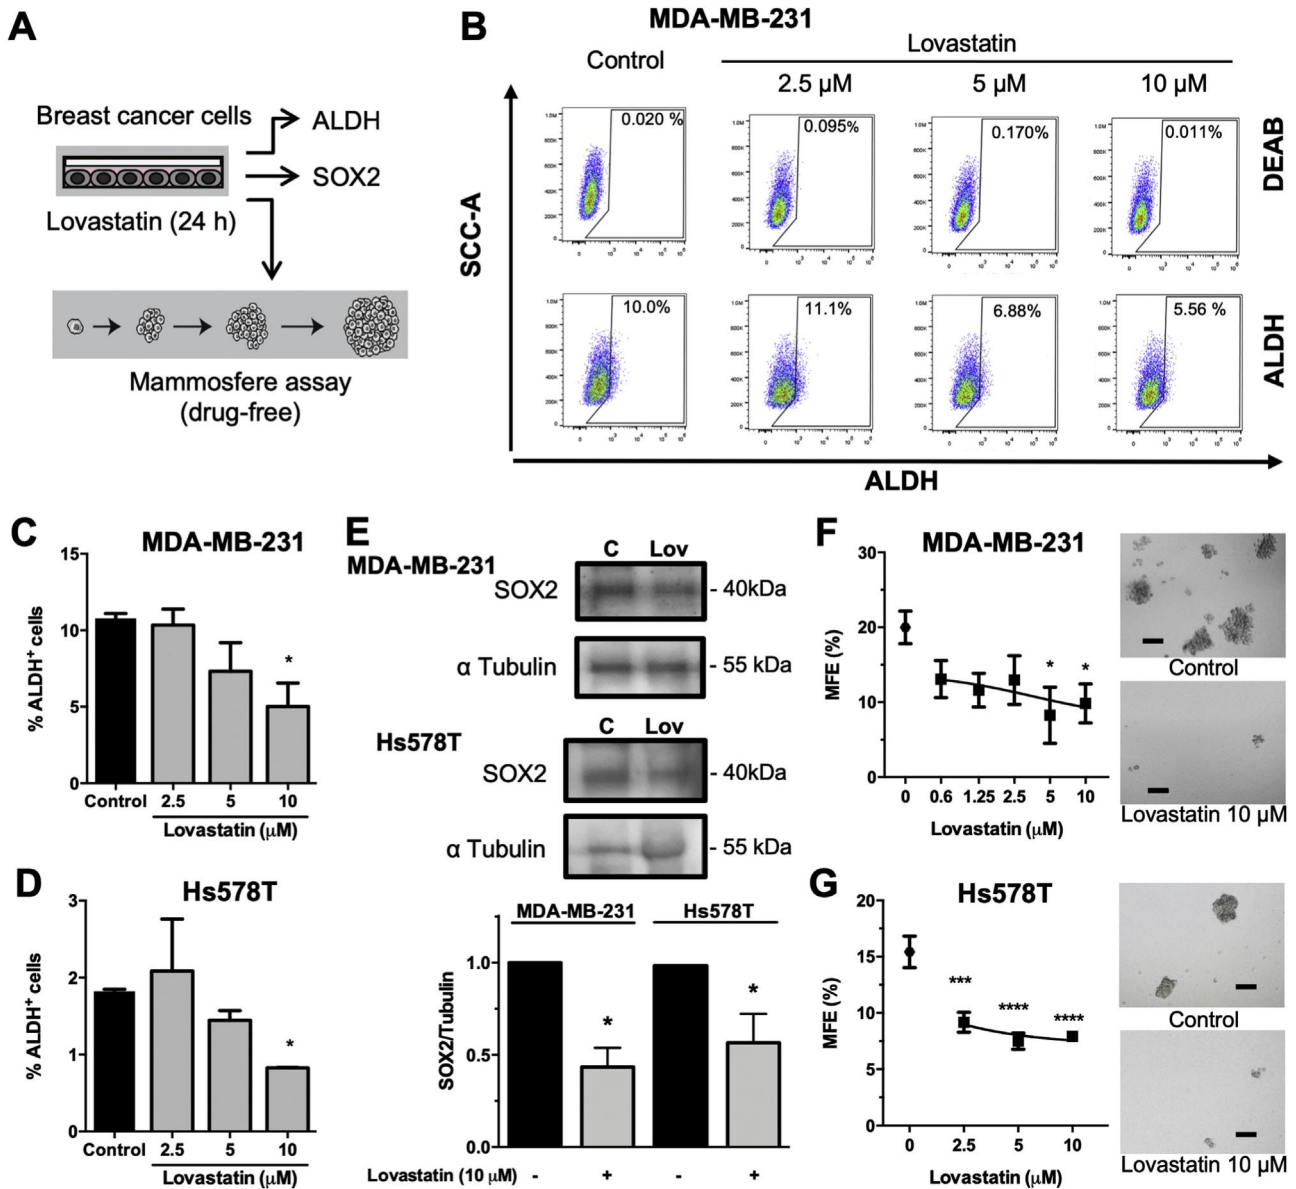 A
Breast cancer cells
ALDH
SOX2
Lovastatin (24 h)
Mammosfere assay
(drug-free)
B
MDA-MB-231
Control
Lovastatin
2.5 µM
5 µM
10 µM
0.020 %
0.095%
0.170%
0.011%
DEAB
10.0%
11.1%
6.88%
5.56 %
ALDH
SCC-A
ALDH
C
MDA-MB-231
% ALDH⁺ cells
15
10
5
0
*
Control
2.5
5
10
Lovastatin (µM)
D
Hs578T
% ALDH⁺ cells
3
2
1
0
*
Control
2.5
5
10
Lovastatin (µM)
E
MDA-MB-231
C Lov
SOX2
- 40kDa
α Tubulin
- 55 kDa
Hs578T
C Lov
SOX2
- 40kDa
α Tubulin
- 55 kDa
MDA-MB-231
Hs578T
SOX2/Tubulin
1.0
0.5
0.0
*
*
Lovastatin (10 µM) - + - +
F
MDA-MB-231
MFE (%)
30
20
10
0
*
*
0 0.6 1.25 2.5 5 10
Lovastatin (µM)
Control
Lovastatin 10 µM
G
Hs578T
MFE (%)
20
15
10
5
0
***
****
****
0 2.5 5 10
Lovastatin (µM)
Control
Lovastatin 10 µM